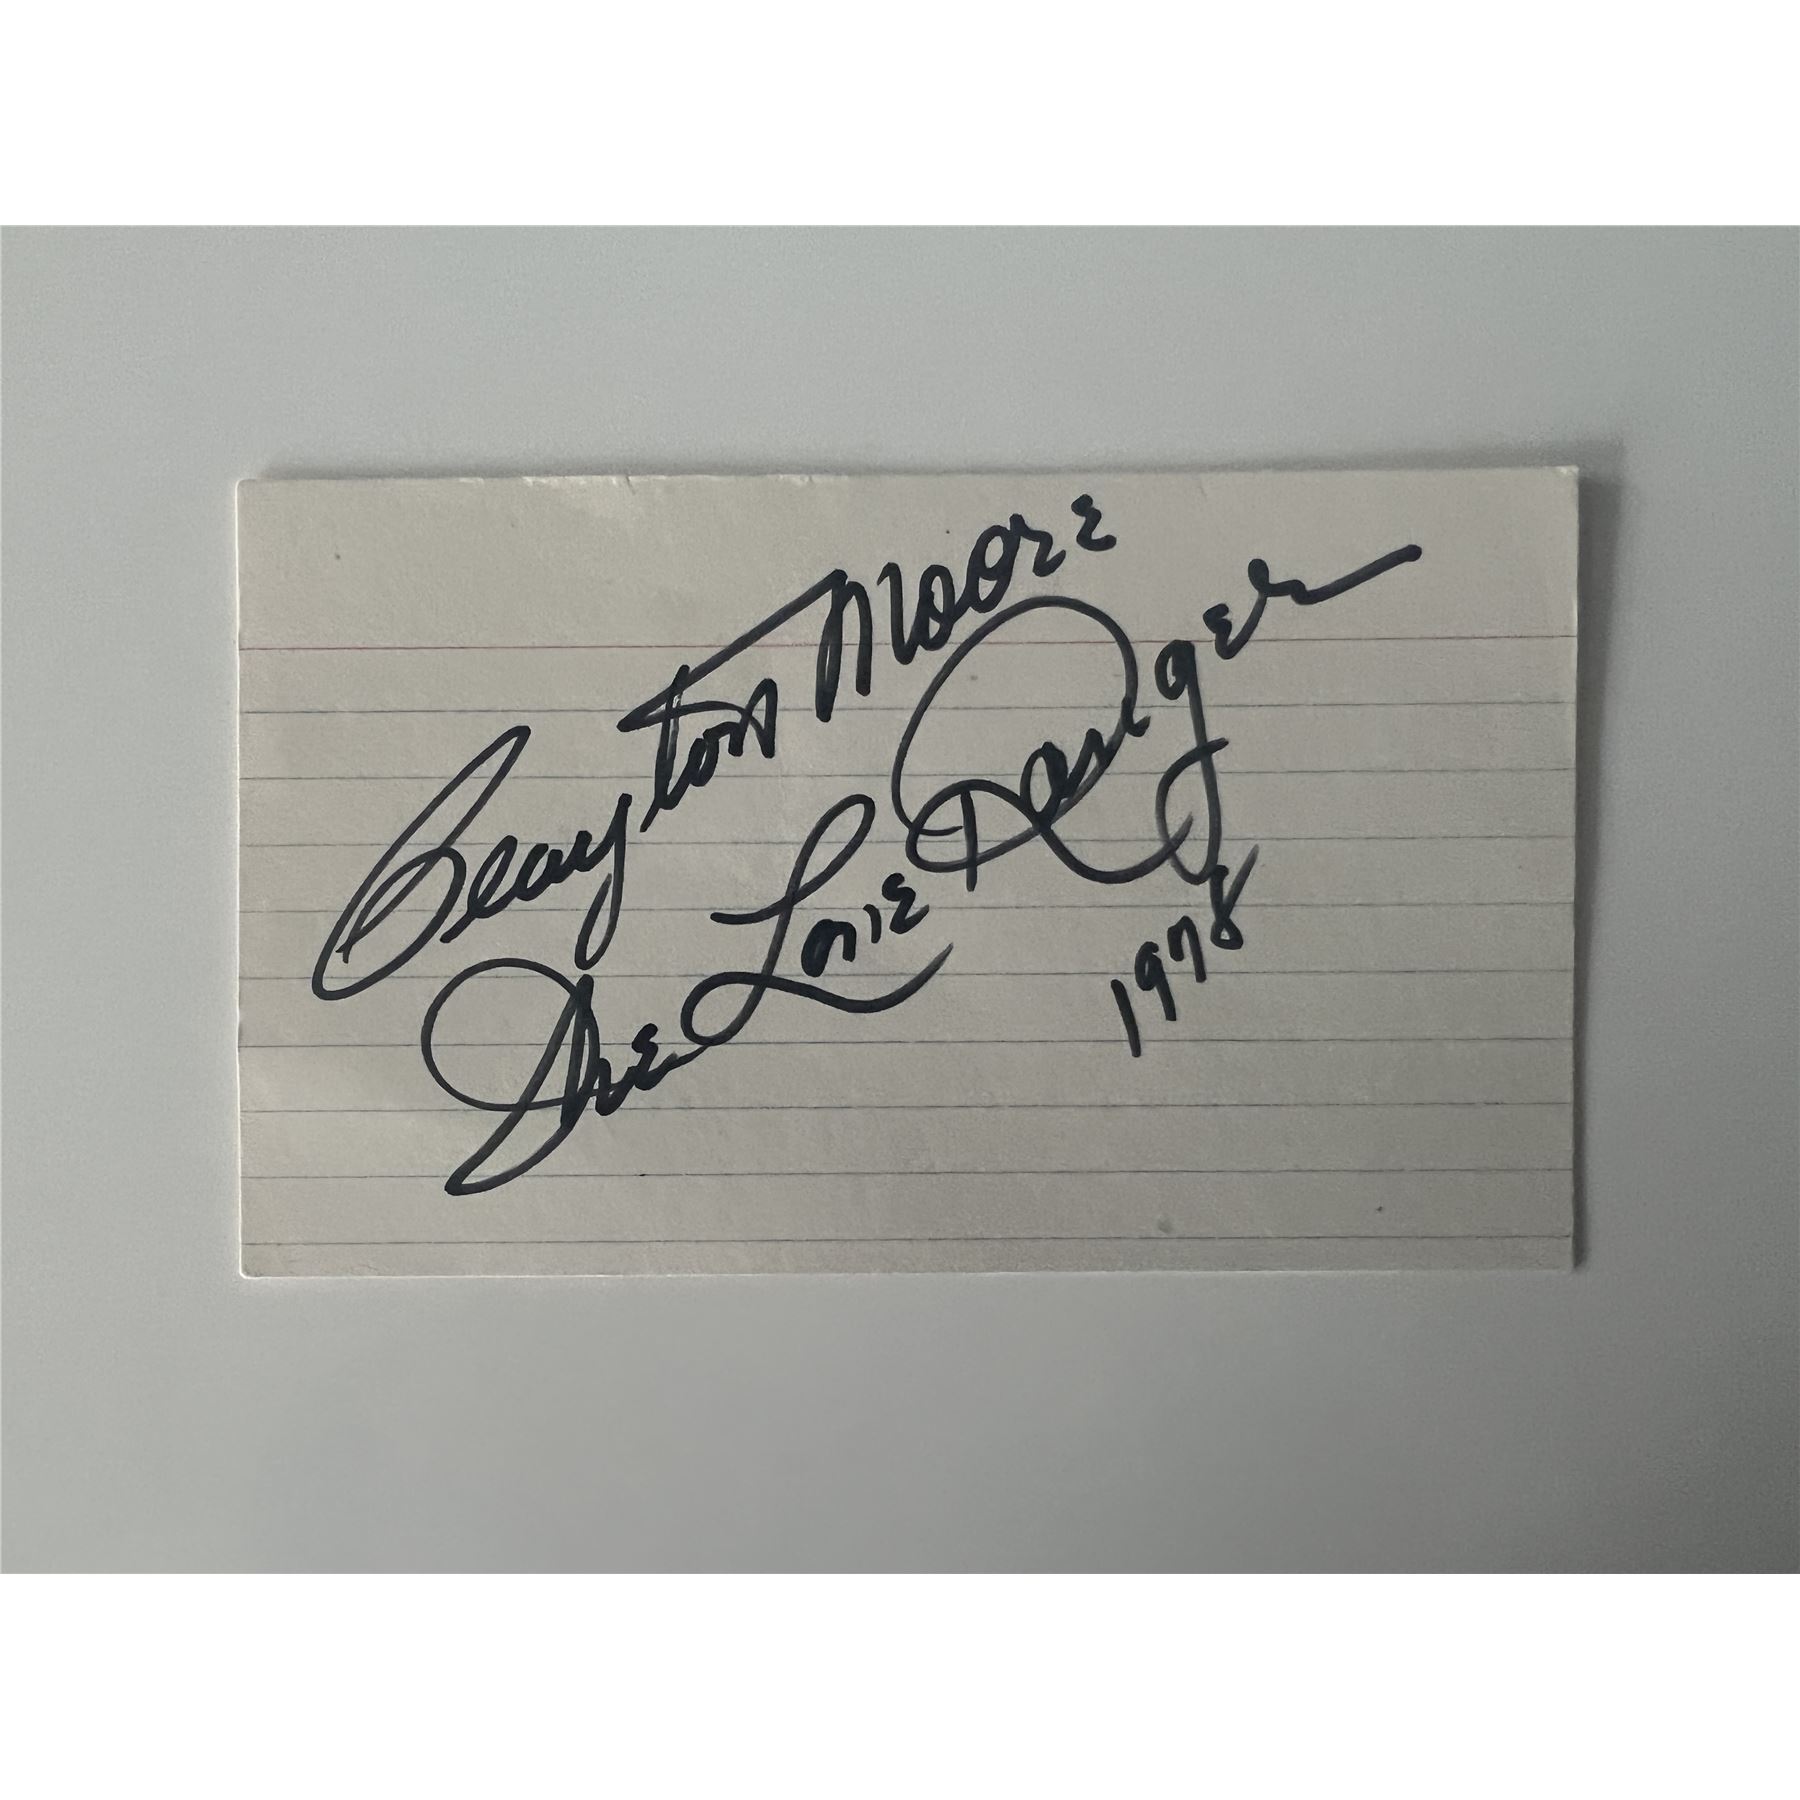 Clayton Moore
The Lone Ranger
1978